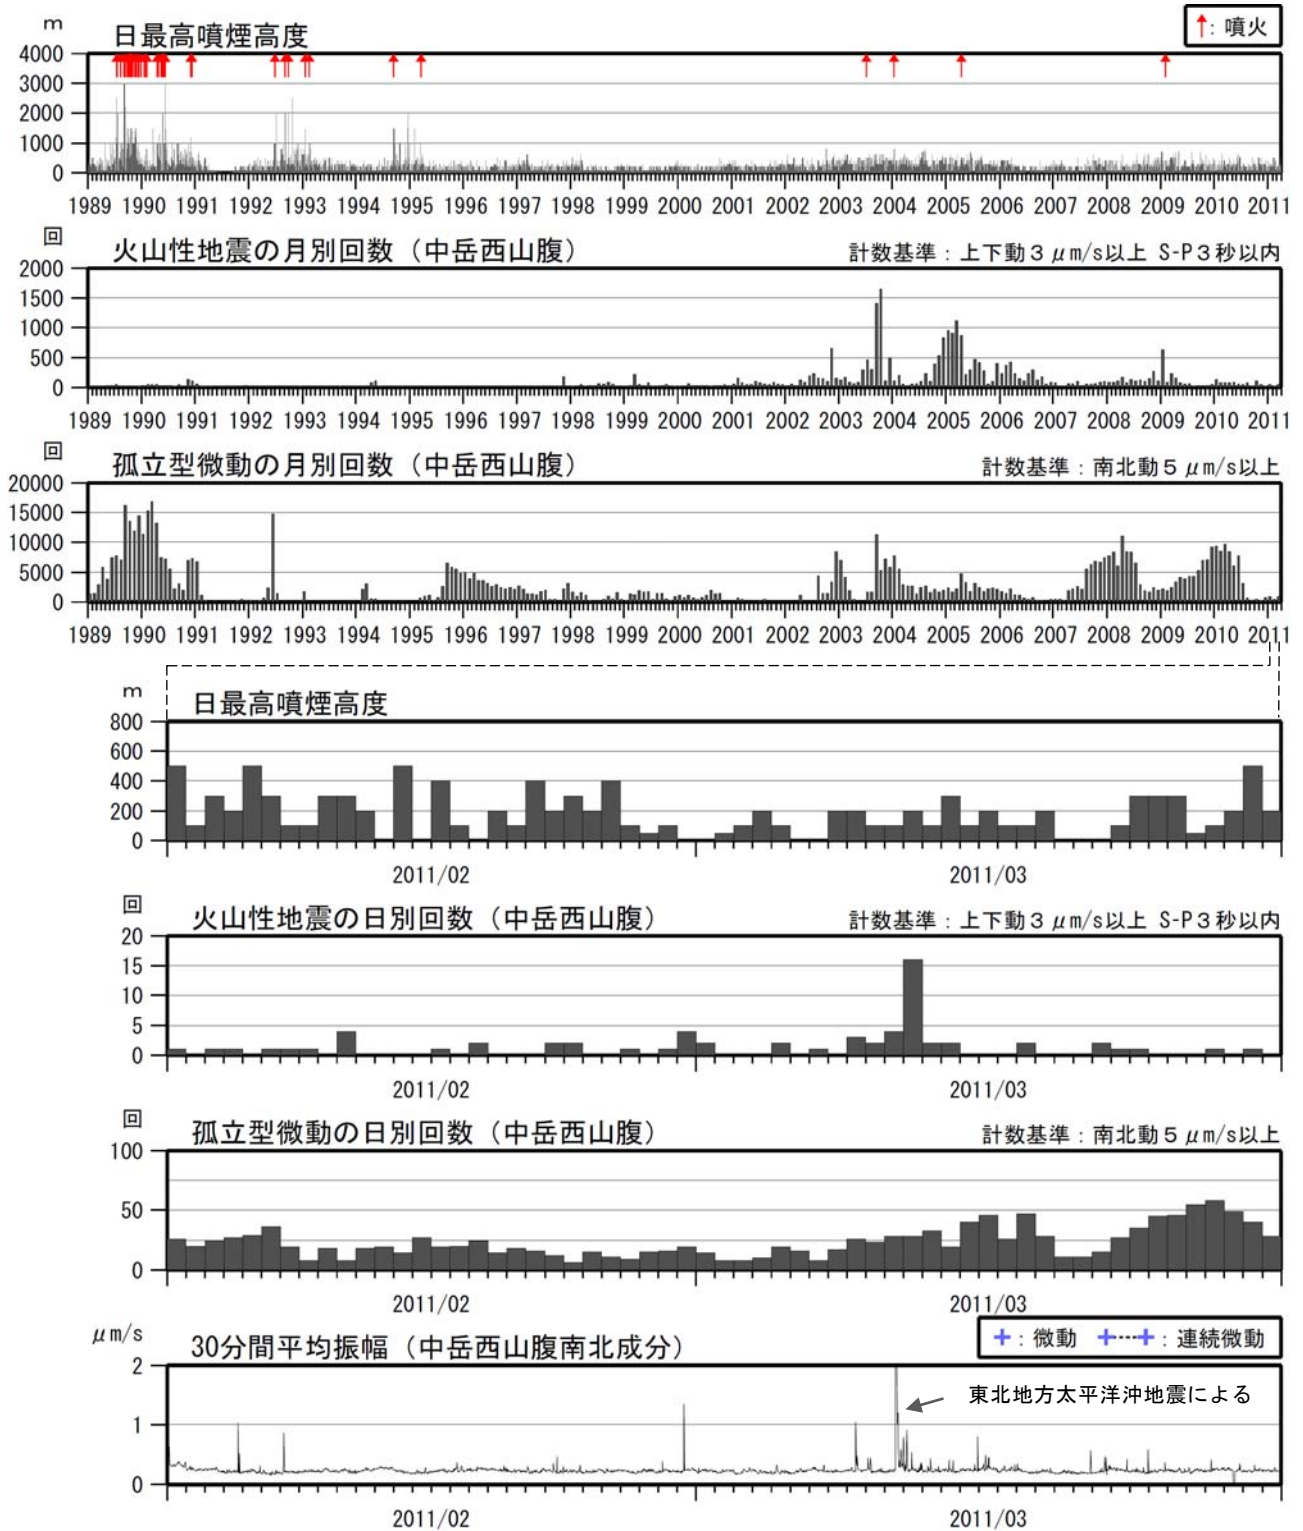 m
日最高噴煙高度
↑: 噴火
4000
3000
2000
1000
0
1989 1990 1991 1992 1993 1994 1995 1996 1997 1998 1999 2000 2001 2002 2003 2004 2005 2006 2007 2008 2009 2010 2011
回
火山性地震の月別回数（中岳西山腹）
計数基準：上下動３μm/s以上 S-P３秒以内
2000
1500
1000
500
0
1989 1990 1991 1992 1993 1994 1995 1996 1997 1998 1999 2000 2001 2002 2003 2004 2005 2006 2007 2008 2009 2010 2011
回
孤立型微動の月別回数（中岳西山腹）
計数基準：南北動５μm/s以上
20000
15000
10000
5000
0
1989 1990 1991 1992 1993 1994 1995 1996 1997 1998 1999 2000 2001 2002 2003 2004 2005 2006 2007 2008 2009 2010 2011
m
日最高噴煙高度
800
600
400
200
0
2011/02 2011/03
回
火山性地震の日別回数（中岳西山腹）
計数基準：上下動３μm/s以上 S-P３秒以内
20
15
10
5
0
2011/02 2011/03
回
孤立型微動の日別回数（中岳西山腹）
計数基準：南北動５μm/s以上
100
50
0
2011/02 2011/03
μm/s
30分間平均振幅（中岳西山腹南北成分）
+：微動 +---+：連続微動
2
1
0
東北地方太平洋沖地震による
2011/02 2011/03